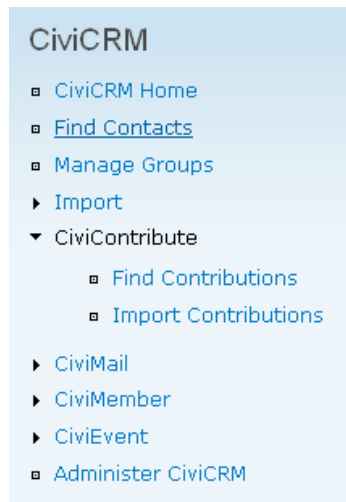 CiviCRM
CiviCRM Home
Find Contacts
Manage Groups
Import
CiviContribute
Find Contributions
Import Contributions
CiviMail
CiviMember
CiviEvent
Administer CiviCRM